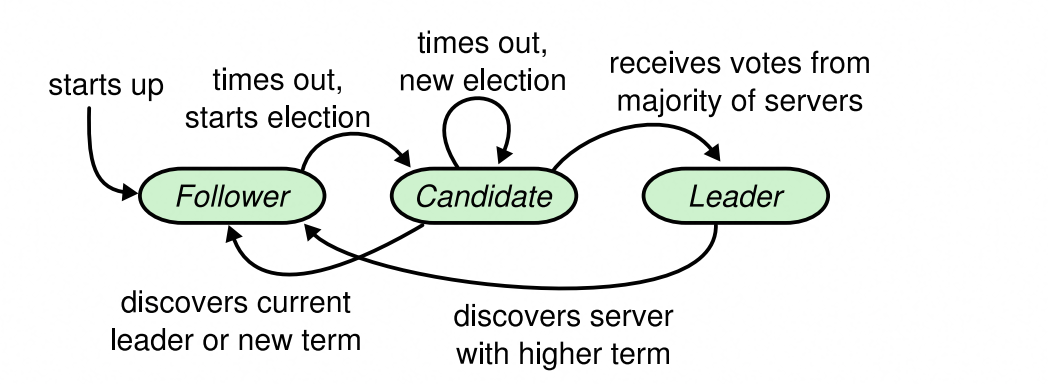 starts up
times out,
starts election
times out,
new election
receives votes from
majority of servers
Follower
Candidate
Leader
discovers current
leader or new term
discovers server
with higher term